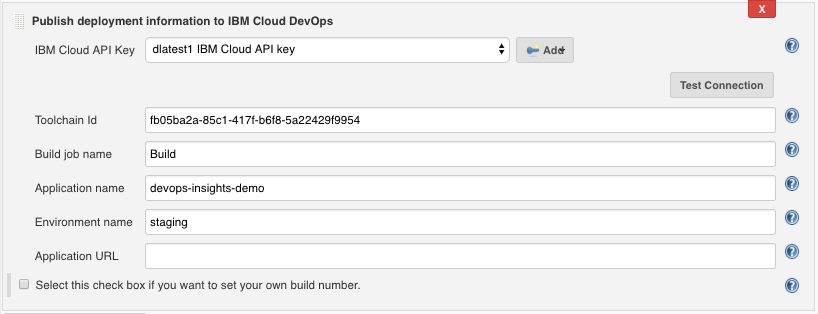 X
Publish deployment information to IBM Cloud DevOps
IBM Cloud API Key dlatest1 IBM Cloud API key Add
Test Connection
Toolchain Id fb05ba2a-85c1-417f-b6f8-5a22429f9954
Build job name Build
Application name devops-insights-demo
Environment name staging
Application URL
Select this check box if you want to set your own build number.